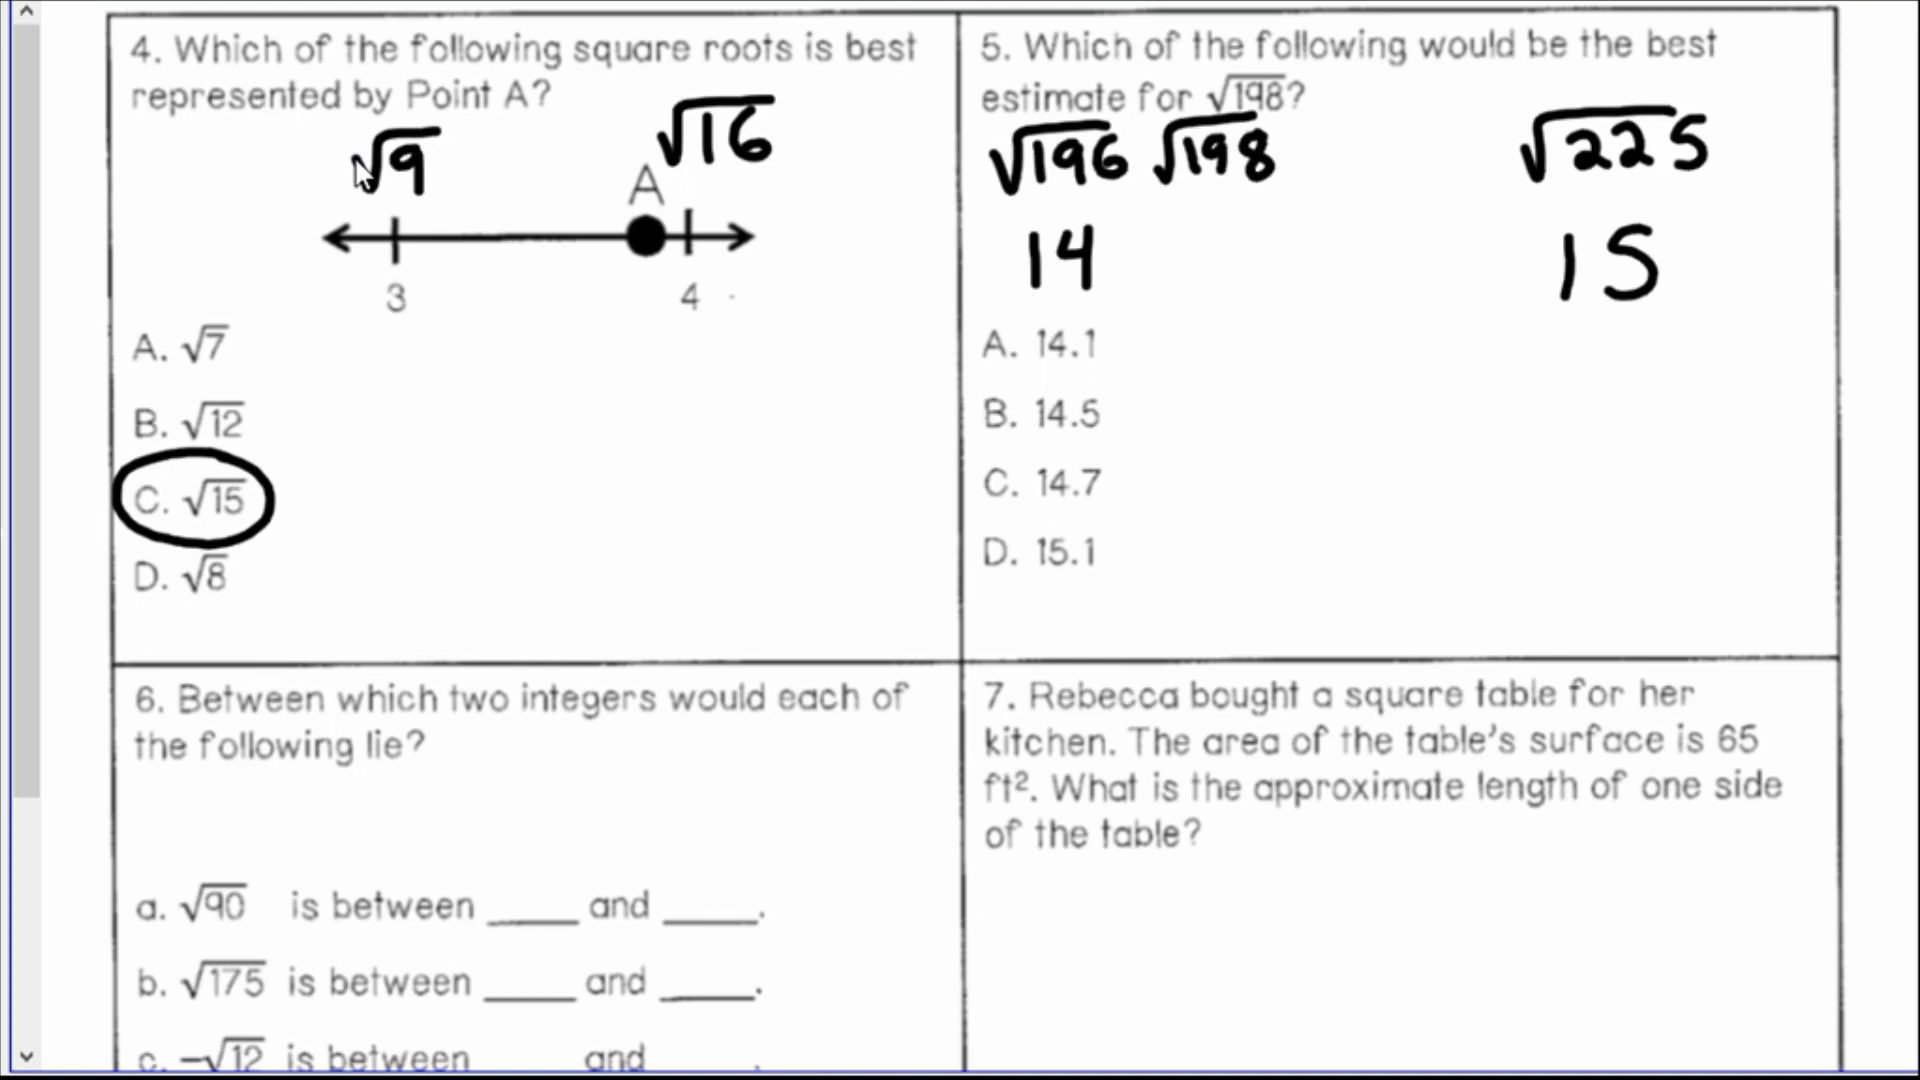 4. Which of the following square roots is best
represented by Point A?
√9
√16
A
3
4
A. √7
B. √12
C. √15
D. √8
5. Which of the following would be the best
estimate for √198?
√196 √198 √225
14 15
A. 14.1
B. 14.5
C. 14.7
D. 15.1
6. Between which two integers would each of
the following lie?
a. √90 is between _____ and _____.
b. √175 is between _____ and _____.
c. -√12 is between _____ and _____.
7. Rebecca bought a square table for her
kitchen. The area of the table's surface is 65
ft². What is the approximate length of one side
of the table?